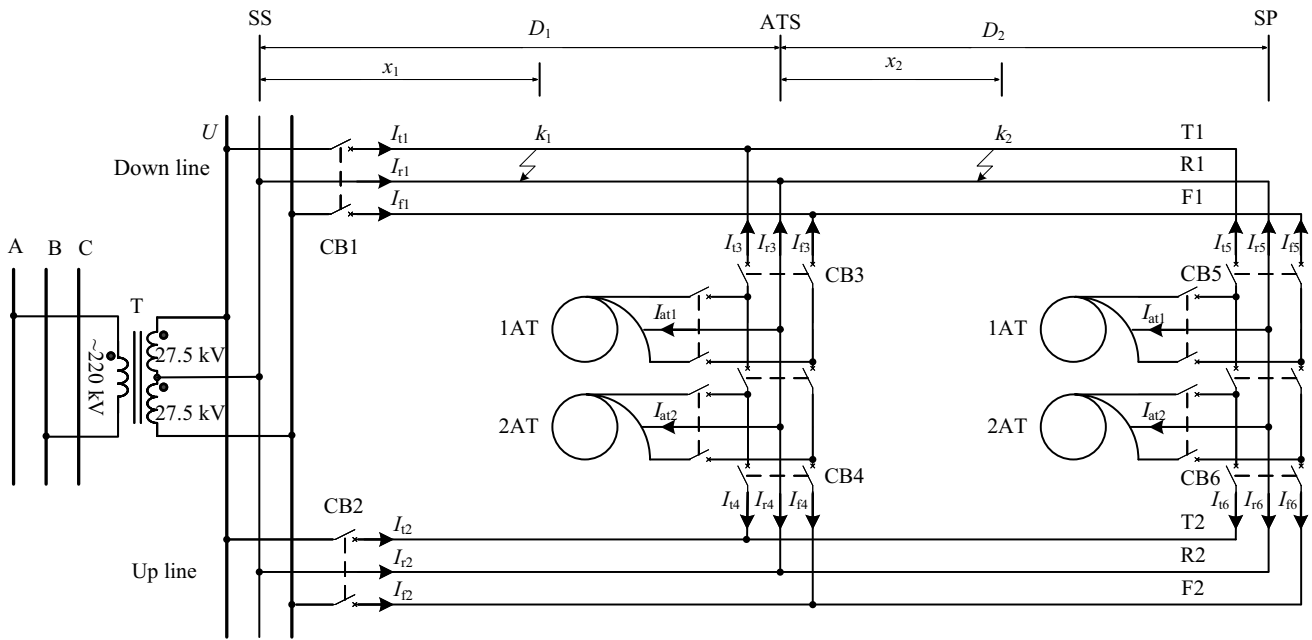 SS
ATS
SP
D1
D2
x1
x2
U
It1
k1
k2
T1
Down line
Ir1
R1
If1
F1
A
B
C
CB1
It3
Ir3
If3
It5
Ir5
If5
CB3
CB5
T
1AT
Iat1
1AT
Iat1
~220 kV
27.5 kV
27.5 kV
2AT
Iat2
2AT
Iat2
CB4
CB6
CB2
It4
Ir4
If4
It6
Ir6
If6
It2
T2
Up line
Ir2
R2
If2
F2